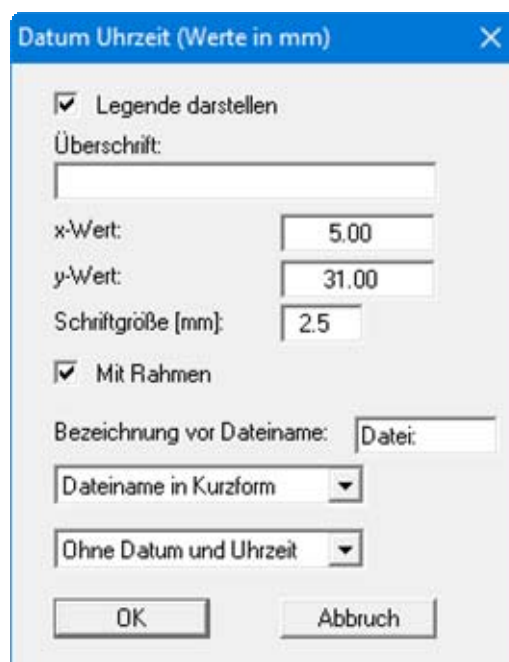 Datum Uhrzeit (Werte in mm)
Legende darstellen
Überschrift:
x-Wert: 5.00
y-Wert: 31.00
Schriftgröße [mm]: 2.5
Mit Rahmen
Bezeichnung vor Dateiname: Datei:
Dateiname in Kurzform
Ohne Datum und Uhrzeit
OK Abbruch